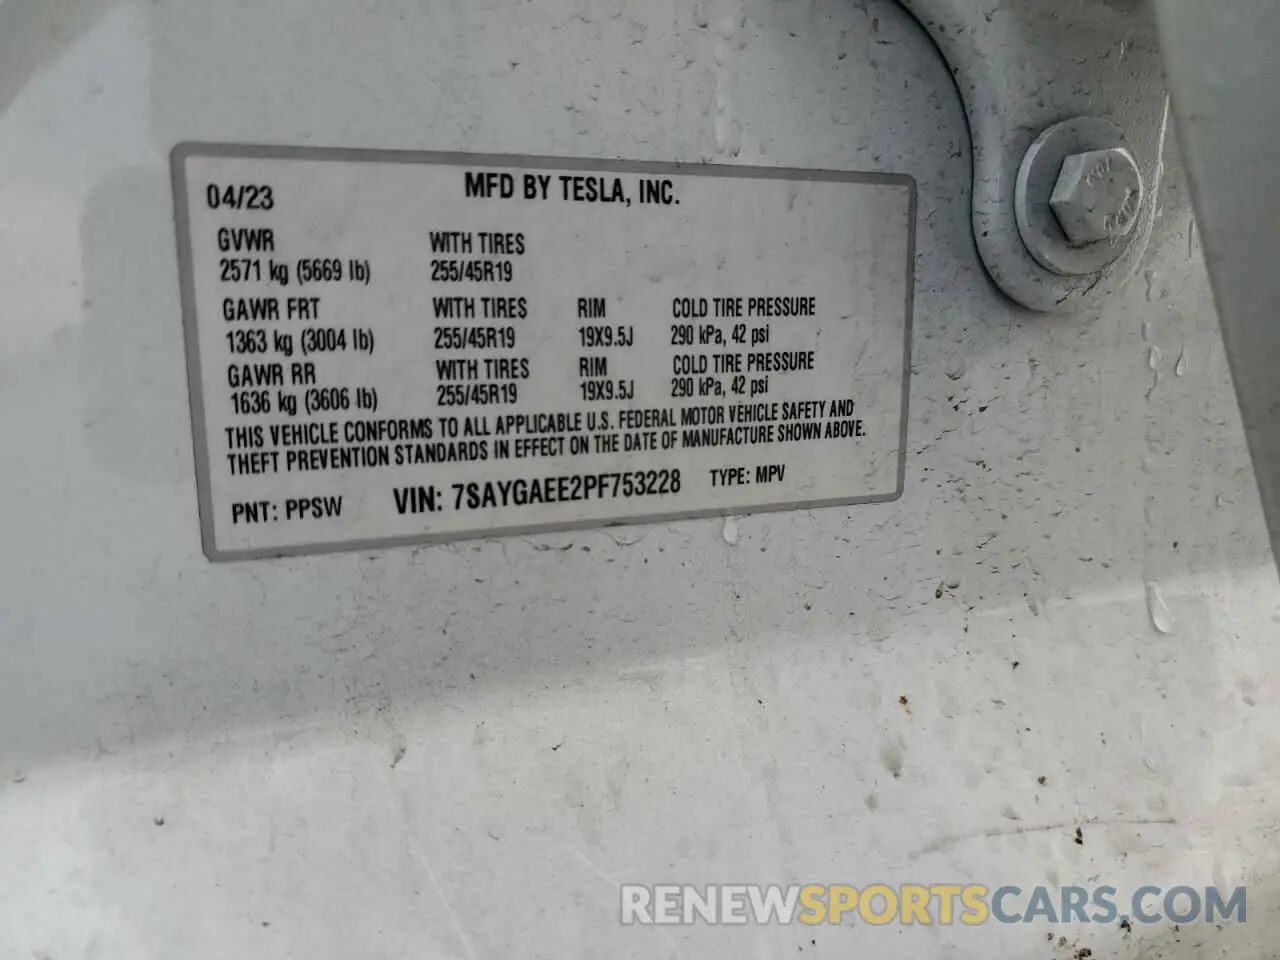 04/23 MFD BY TESLA, INC.
GVWR WITH TIRES
2571 kg (5669 lb) 255/45R19
GAWR FRT WITH TIRES RIM COLD TIRE PRESSURE
1363 kg (3004 lb) 255/45R19 19X9.5J 290 kPa, 42 psi
GAWR RR WITH TIRES RIM COLD TIRE PRESSURE
1636 kg (3606 lb) 255/45R19 19X9.5J 290 kPa, 42 psi
THIS VEHICLE CONFORMS TO ALL APPLICABLE U.S. FEDERAL MOTOR VEHICLE SAFETY AND
THEFT PREVENTION STANDARDS IN EFFECT ON THE DATE OF MANUFACTURE SHOWN ABOVE.
PNT: PPSW VIN: 7SAYGAEE2PF753228 TYPE: MPV
RENEWSPORTSCARS.COM